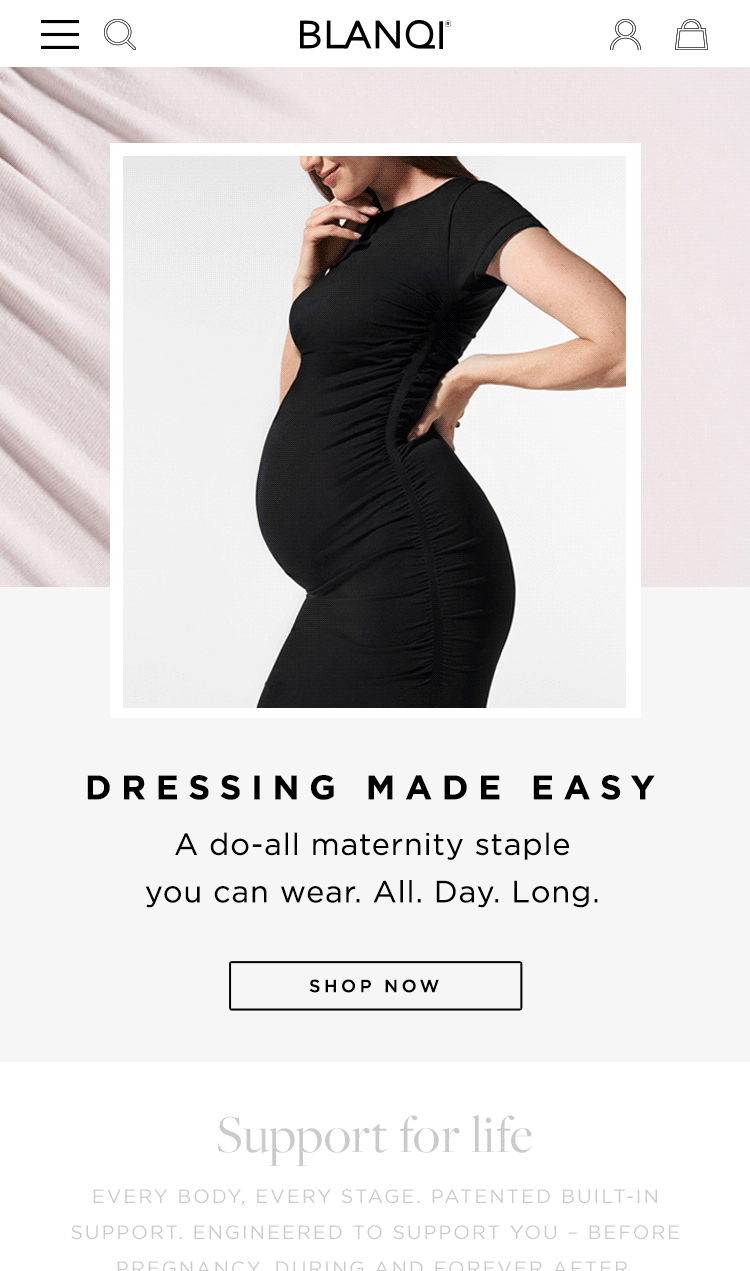 BLANQI®
DRESSING MADE EASY
A do-all maternity staple
you can wear. All. Day. Long.
SHOP NOW
Support for life
EVERY BODY, EVERY STAGE. PATENTED BUILT-IN
SUPPORT. ENGINEERED TO SUPPORT YOU – BEFORE
PREGNANCY, DURING AND FOREVER AFTER